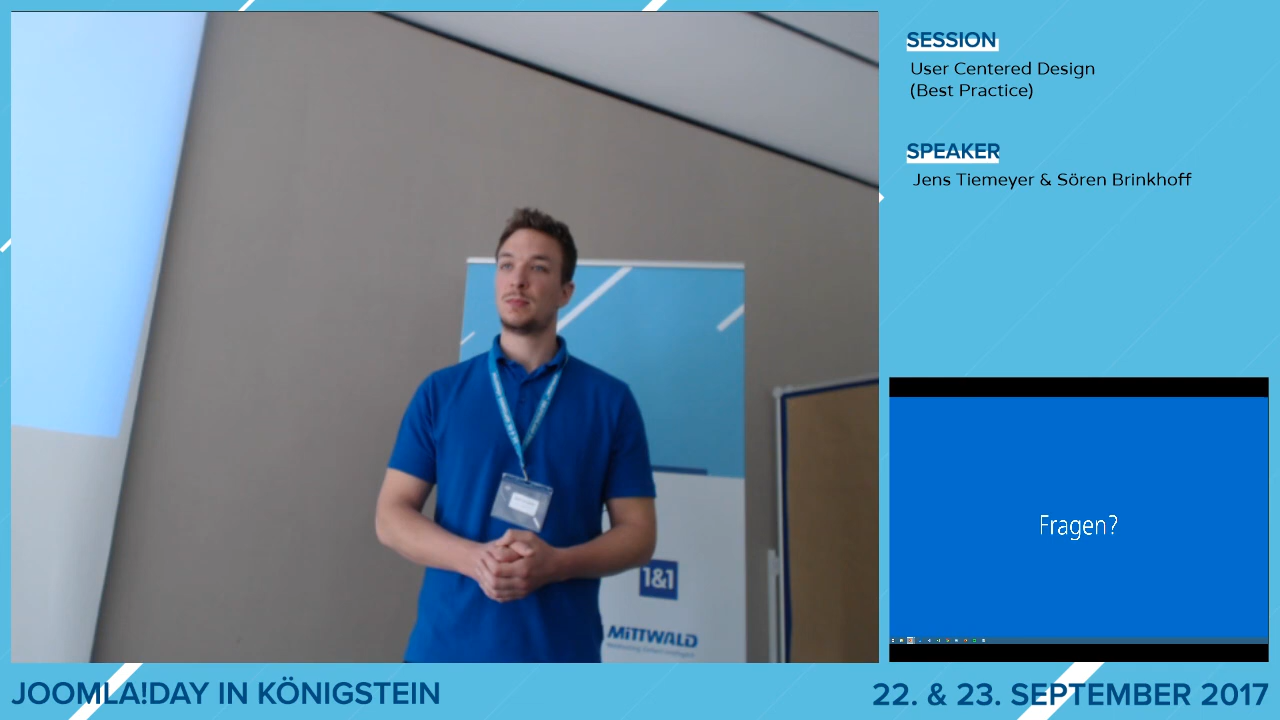 SESSION
User Centered Design
(Best Practice)
SPEAKER
Jens Tiemeyer & Sören Brinkhoff
Fragen?
1&1
MITTWALD
JOOMLA!DAY IN KÖNIGSTEIN
22. & 23. SEPTEMBER 2017